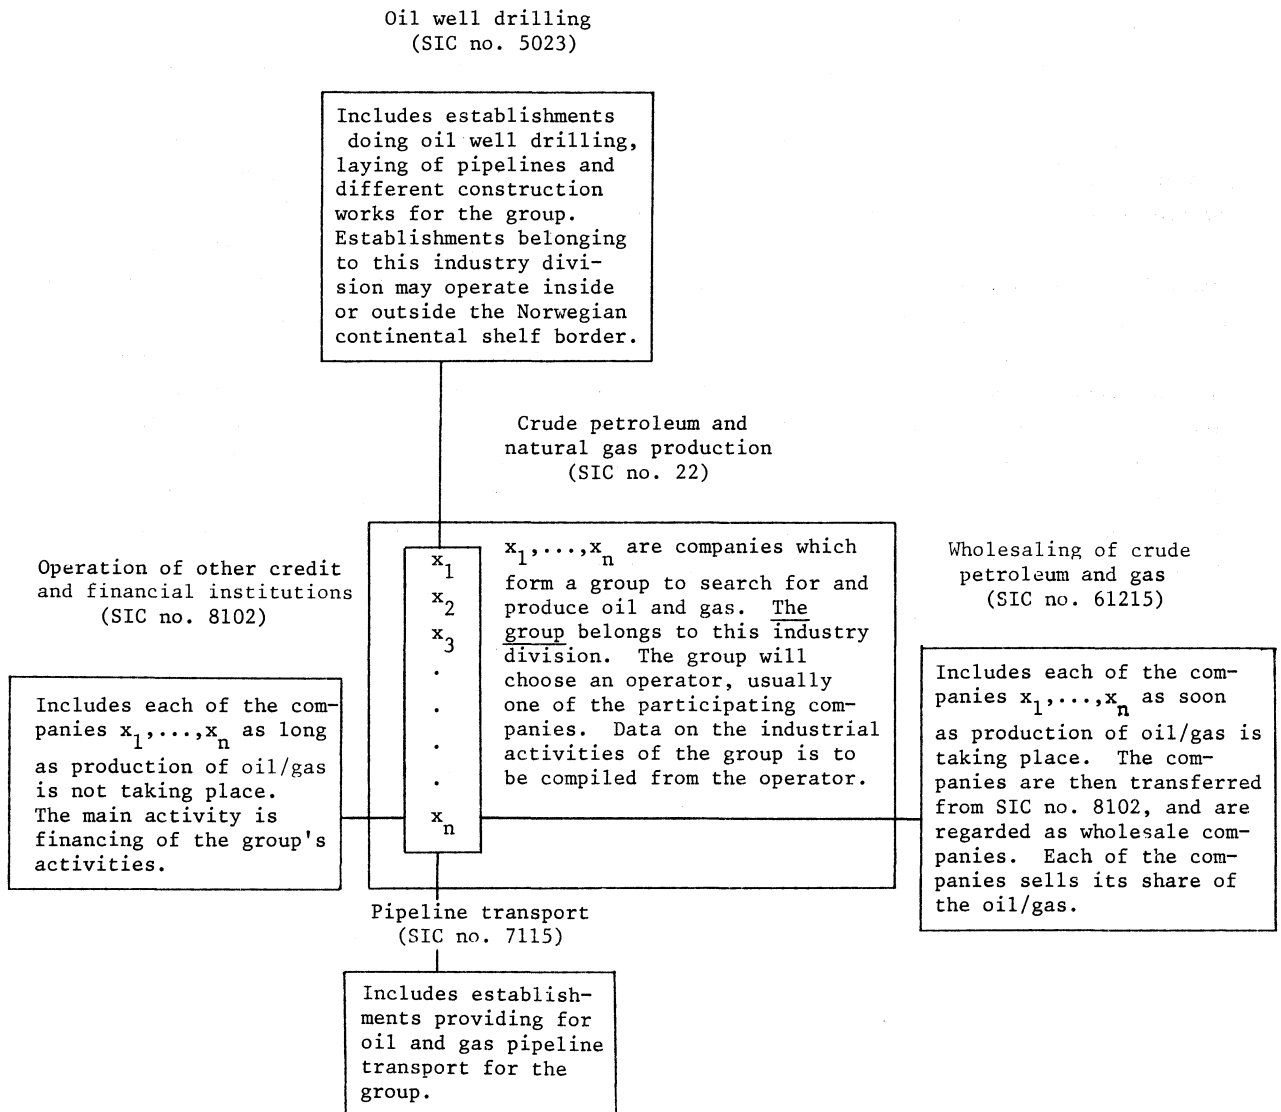 Oil well drilling
(SIC no. 5023)
Includes establishments
doing oil well drilling,
laying of pipelines and
different construction
works for the group.
Establishments belonging
to this industry divi-
sion may operate inside
or outside the Norwegian
continental shelf border.
Crude petroleum and
natural gas production
(SIC no. 22)
x1
x2
x3
.
.
.
.
xn
x1,...,xn are companies which
form a group to search for and
produce oil and gas. The
group belongs to this industry
division. The group will
choose an operator, usually
one of the participating com-
panies. Data on the industrial
activities of the group is to
be compiled from the operator.
Operation of other credit
and financial institutions
(SIC no. 8102)
Includes each of the com-
panies x1,...,xn as long
as production of oil/gas
is not taking place.
The main activity is
financing of the group's
activities.
Wholesaling of crude
petroleum and gas
(SIC no. 61215)
Includes each of the com-
panies x1,...,xn as soon
as production of oil/gas is
taking place. The com-
panies are then transferred
from SIC no. 8102, and are
regarded as wholesale com-
panies. Each of the com-
panies sells its share of
the oil/gas.
Pipeline transport
(SIC no. 7115)
Includes establish-
ments providing for
oil and gas pipeline
transport for the
group.